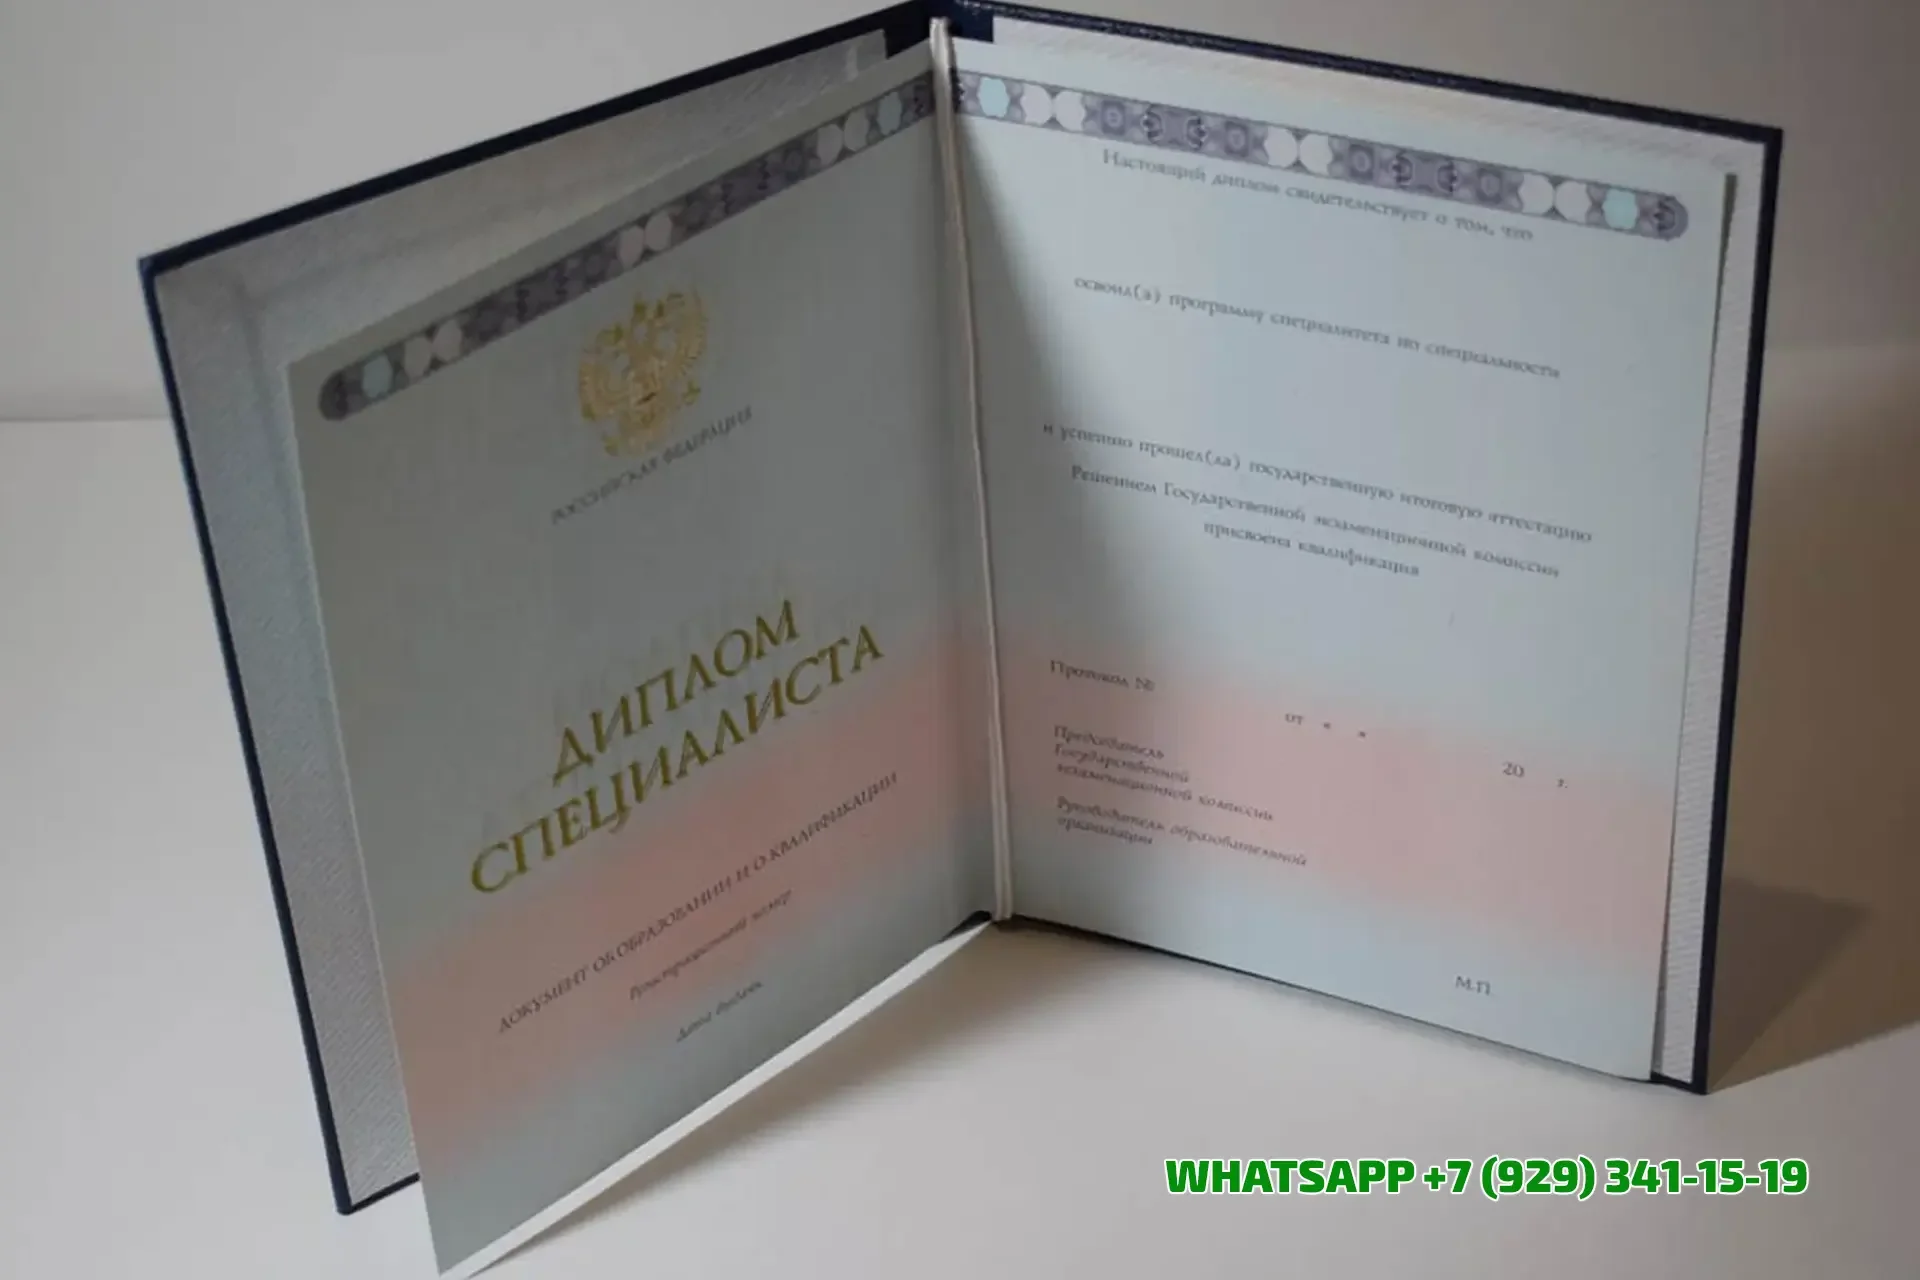 РОССИЙСКАЯ ФЕДЕРАЦИЯ
ДИПЛОМ
СПЕЦИАЛИСТА
ДОКУМЕНТ ОБ ОБРАЗОВАНИИ И О КВАЛИФИКАЦИИ
Регистрационный номер
Дата выдачи
Настоящий диплом свидетельствует о том, что
освоил(а) программу специалитета по специальности
и успешно прошел(ла) государственную итоговую аттестацию
Решением Государственной экзаменационной комиссии
присвоена квалификация
Протокол №
от « »
20 г.
Председатель
Государственной
экзаменационной комиссии
Руководитель образовательной
организации
М.П.
WHATSAPP +7 (929) 341-15-19